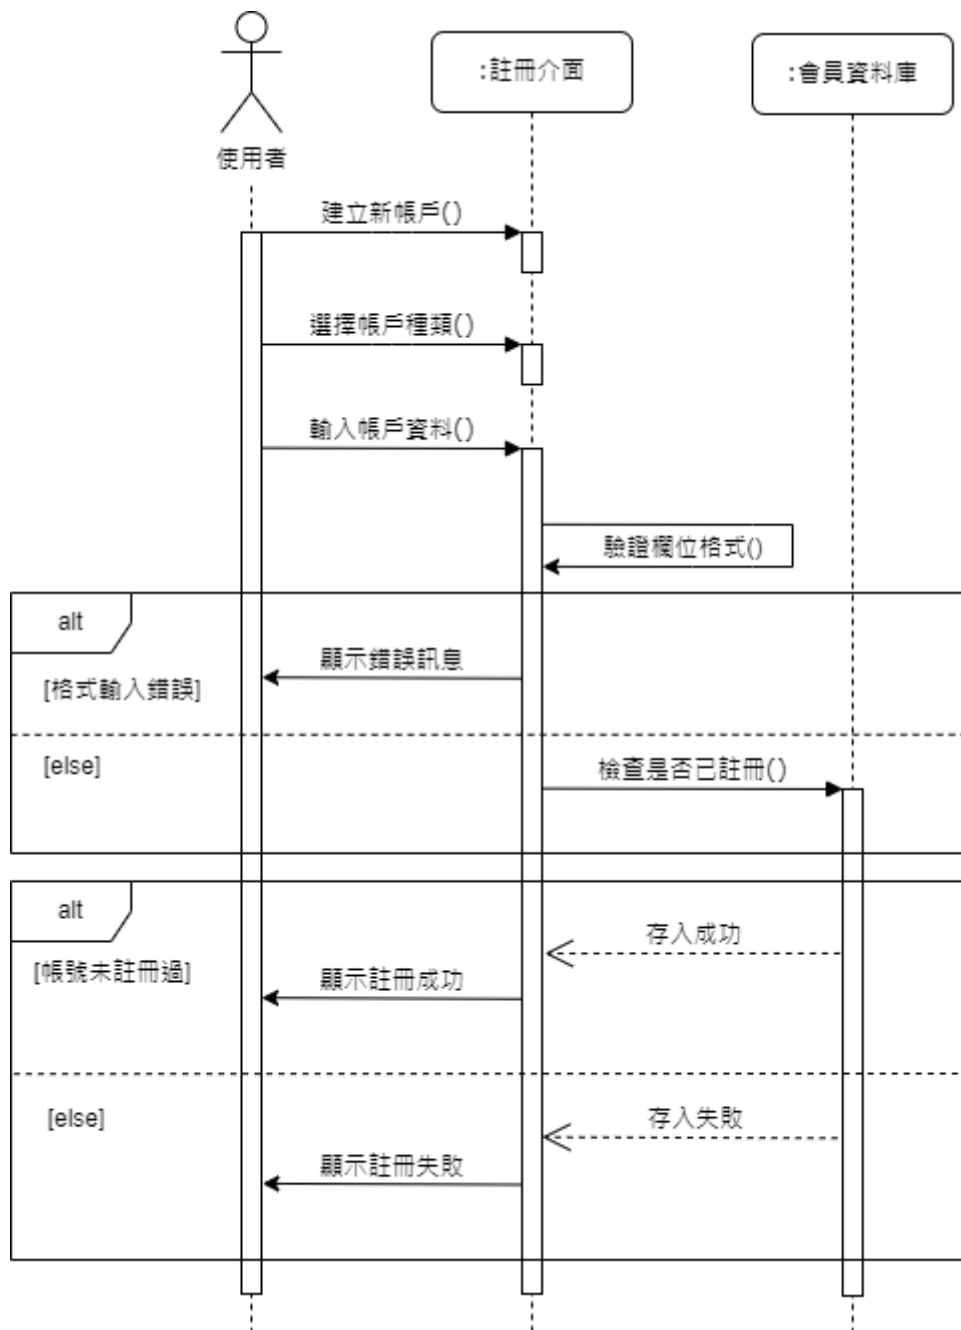 :註冊介面
:會員資料庫
使用者
建立新帳戶()
選擇帳戶種類()
輸入帳戶資料()
驗證欄位格式()
alt
顯示錯誤訊息
[格式輸入錯誤]
[else]
檢查是否已註冊()
alt
存入成功
[帳號未註冊過]
顯示註冊成功
[else]
存入失敗
顯示註冊失敗